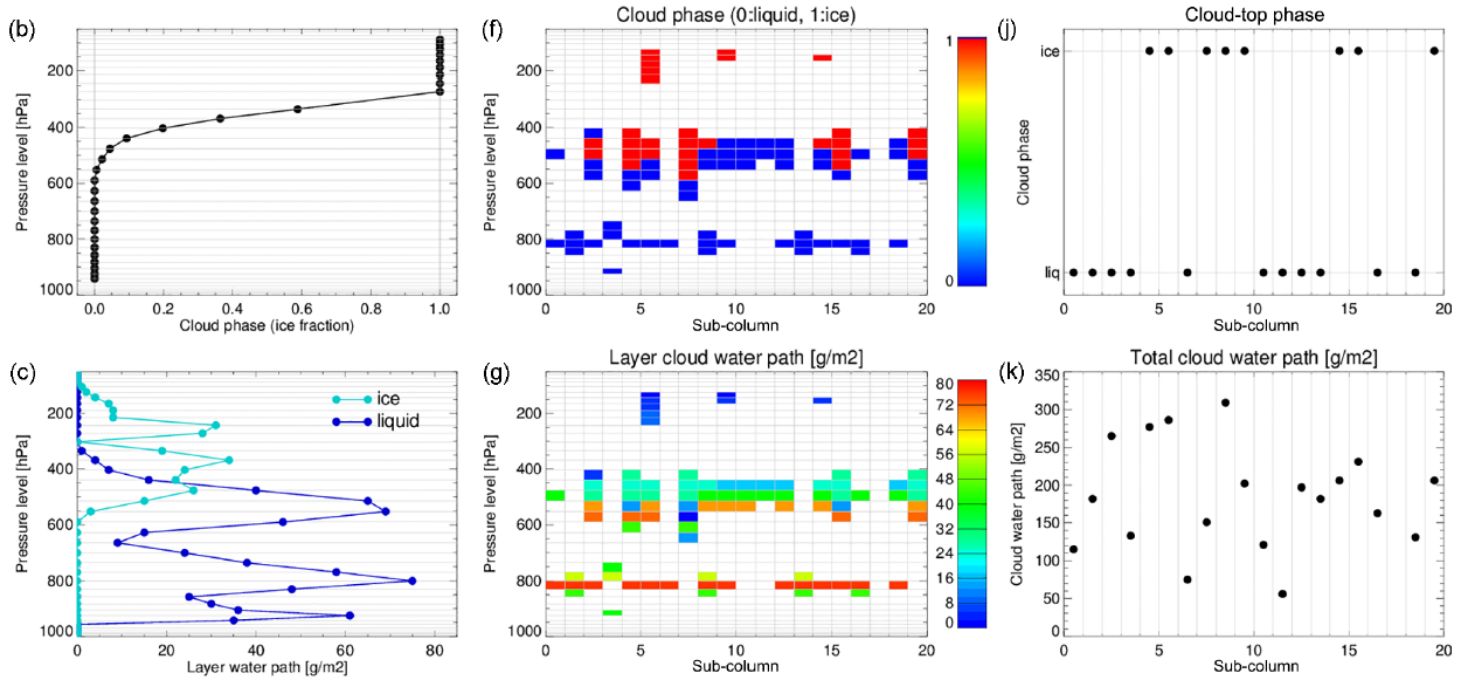 (b)
Pressure level [hPa]
200
400
600
800
1000
0.0 0.2 0.4 0.6 0.8 1.0
Cloud phase (ice fraction)
(f)
Cloud phase (0:liquid, 1:ice)
Pressure level [hPa]
200
400
600
800
1000
0 5 10 15 20
Sub-column
1
0
(j)
Cloud-top phase
Cloud phase
ice
liq
0 5 10 15 20
Sub-column
(c)
Pressure level [hPa]
200
400
600
800
1000
ice
liquid
0 20 40 60 80
Layer water path [g/m2]
(g)
Layer cloud water path [g/m2]
Pressure level [hPa]
200
400
600
800
1000
0 5 10 15 20
Sub-column
80
72
64
56
48
40
32
24
16
8
0
(k)
Total cloud water path [g/m2]
Cloud water path [g/m2]
350
300
250
200
150
100
50
0
0 5 10 15 20
Sub-column